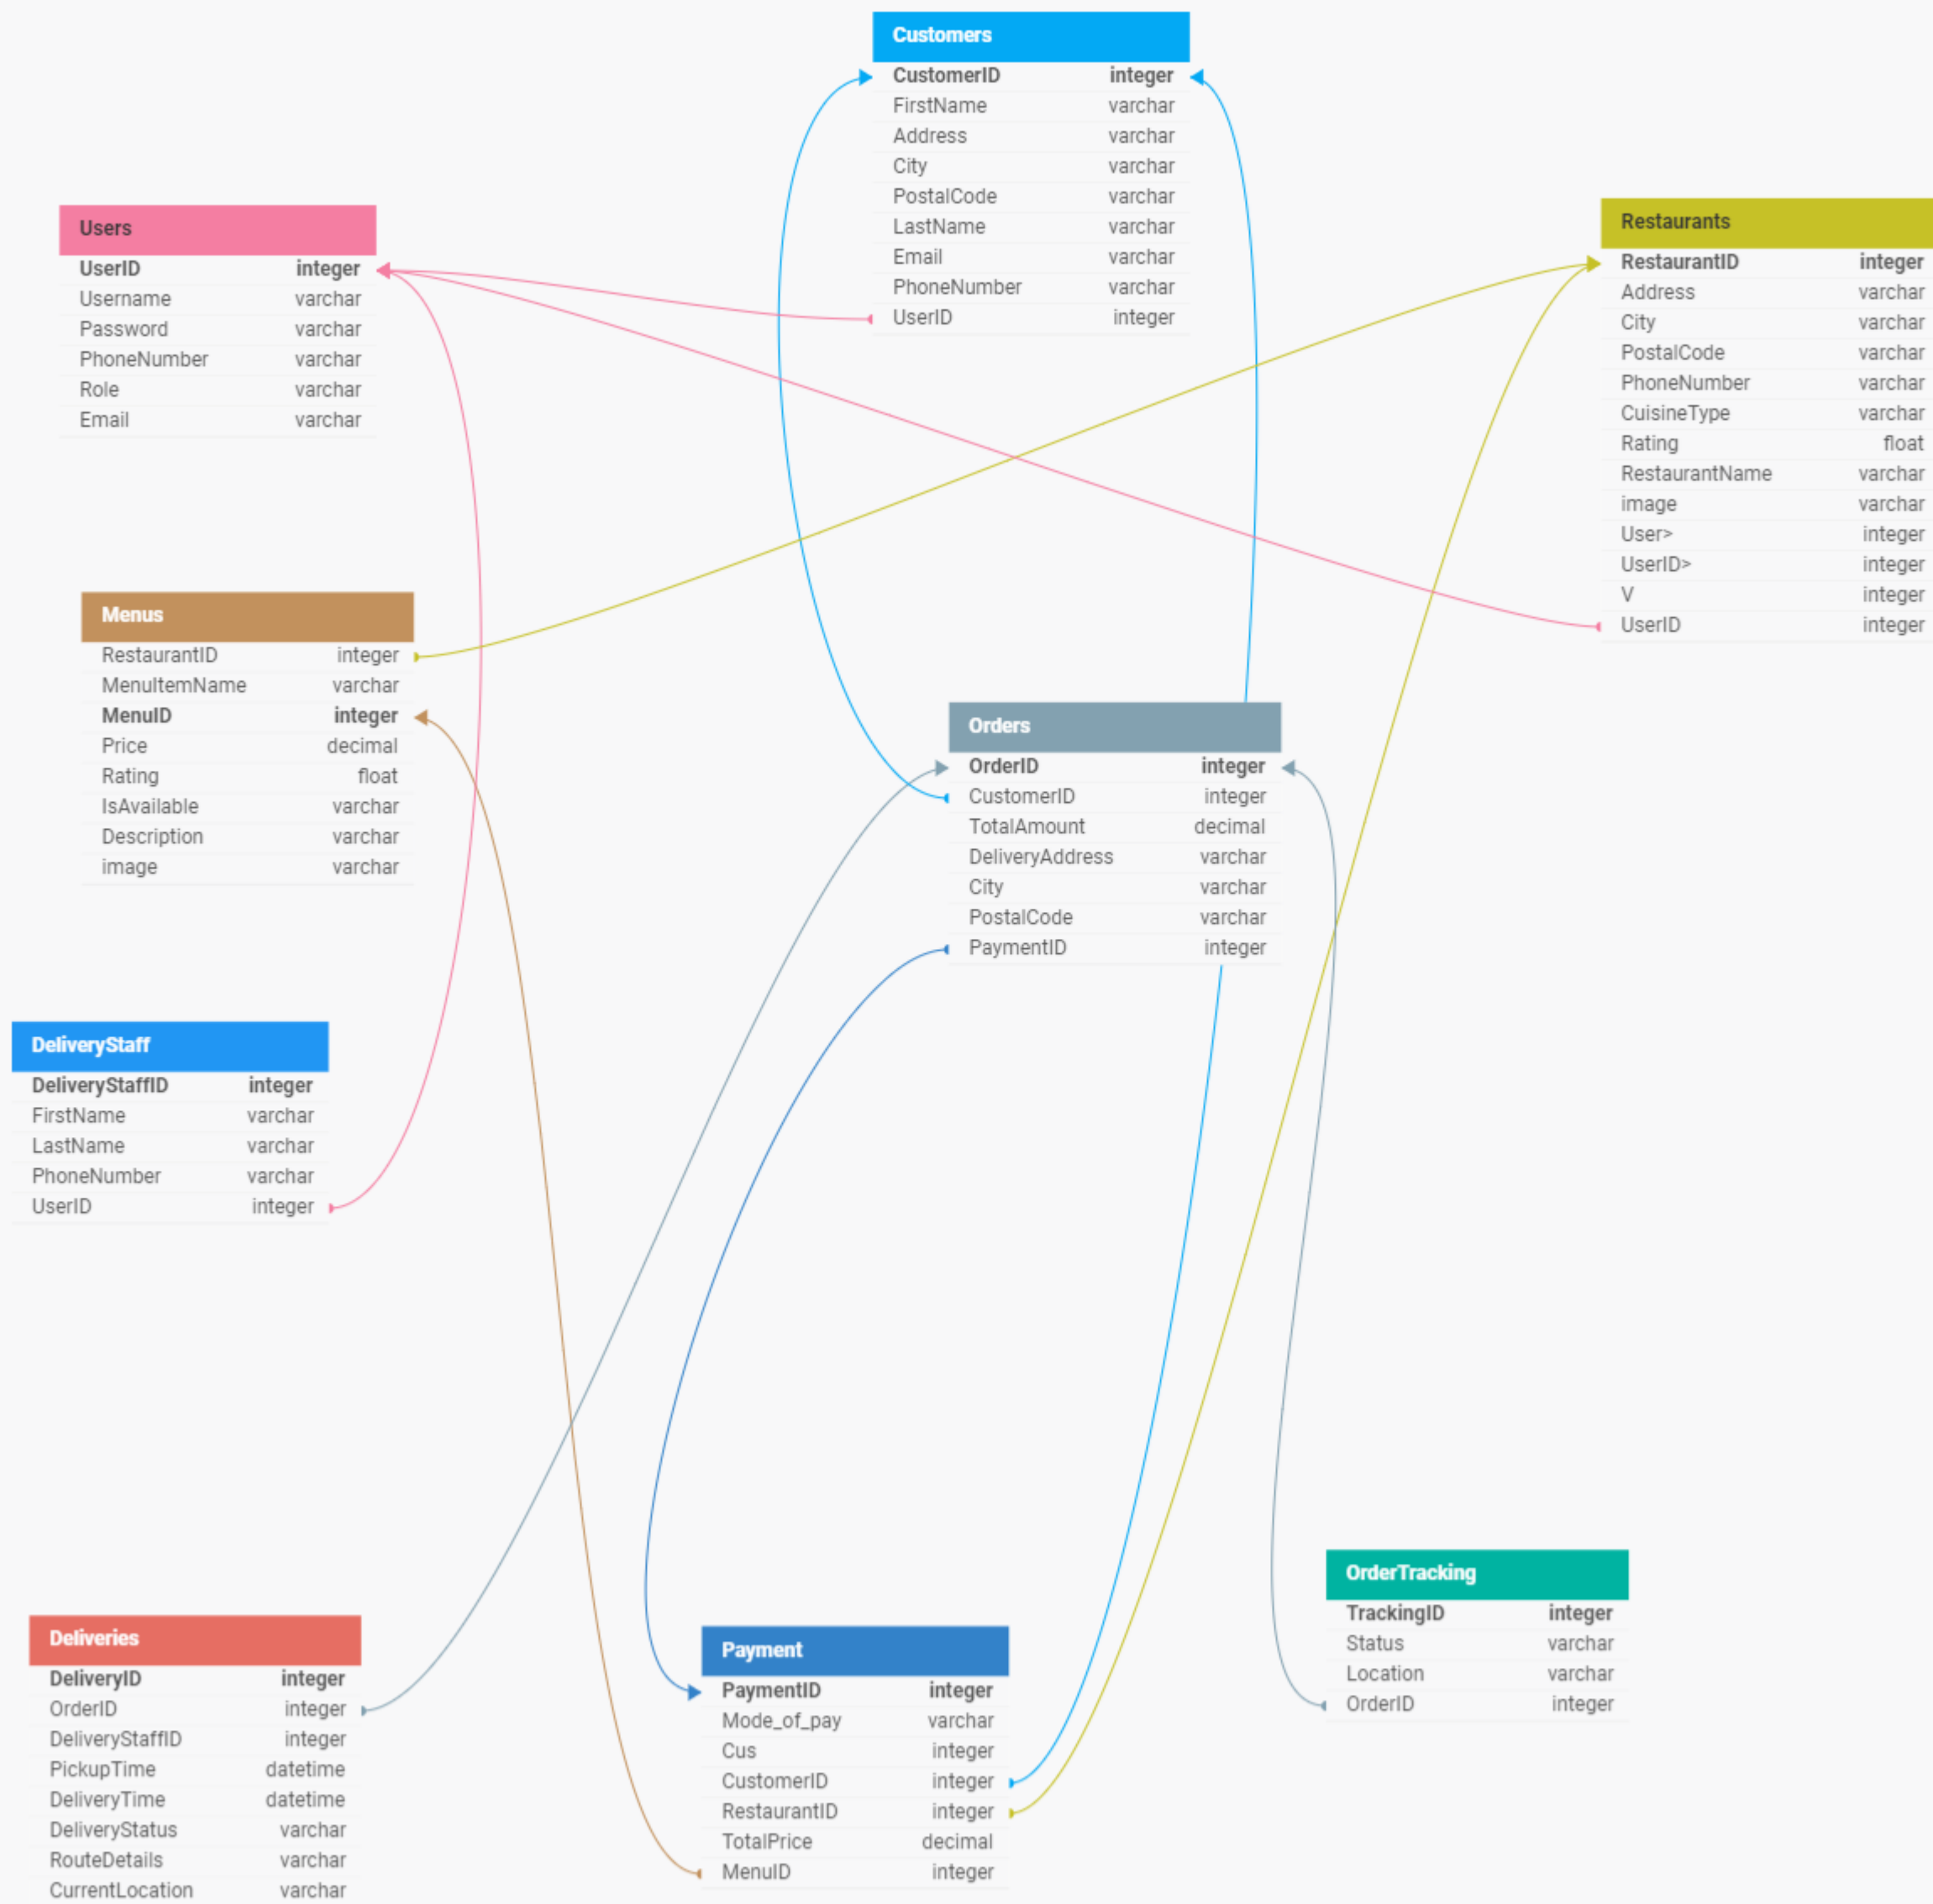 Customers
CustomerID integer
FirstName varchar
Address varchar
City varchar
PostalCode varchar
LastName varchar
Email varchar
PhoneNumber varchar
UserID integer
Users
UserID integer
Username varchar
Password varchar
PhoneNumber varchar
Role varchar
Email varchar
Restaurants
RestaurantID integer
Address varchar
City varchar
PostalCode varchar
PhoneNumber varchar
CuisineType varchar
Rating float
RestaurantName varchar
image varchar
User> integer
UserID> integer
V integer
UserID integer
Menus
RestaurantID integer
MenuItemName varchar
MenuID integer
Price decimal
Rating float
IsAvailable varchar
Description varchar
image varchar
Orders
OrderID integer
CustomerID integer
TotalAmount decimal
DeliveryAddress varchar
City varchar
PostalCode varchar
PaymentID integer
DeliveryStaff
DeliveryStaffID integer
FirstName varchar
LastName varchar
PhoneNumber varchar
UserID integer
Deliveries
DeliveryID integer
OrderID integer
DeliveryStaffID integer
PickupTime datetime
DeliveryTime datetime
DeliveryStatus varchar
RouteDetails varchar
CurrentLocation varchar
Payment
PaymentID integer
Mode_of_pay varchar
Cus integer
CustomerID integer
RestaurantID integer
TotalPrice decimal
MenuID integer
OrderTracking
TrackingID integer
Status varchar
Location varchar
OrderID integer